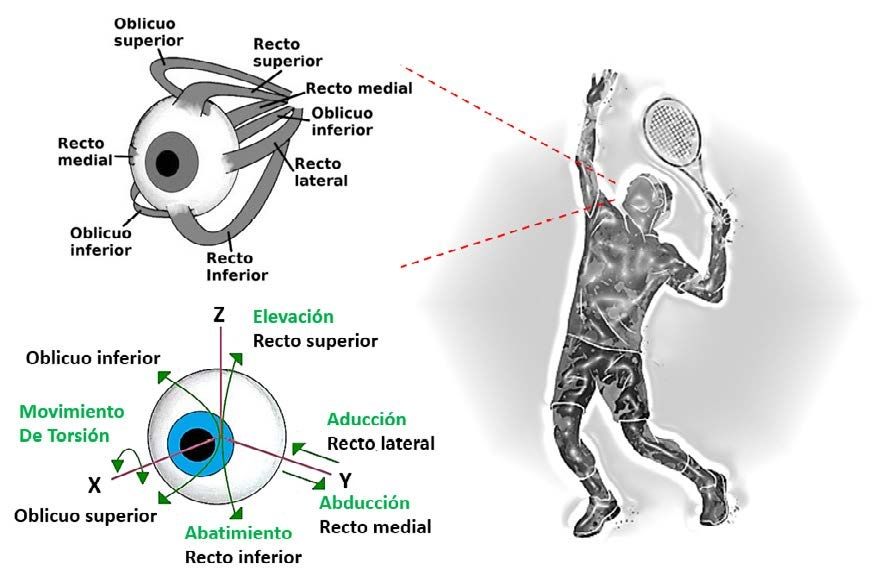 Oblicuo
superior
Recto
superior
Recto medial
Oblicuo
inferior
Recto
medial
Recto
lateral
Oblicuo
inferior
Recto
Inferior
Z
Elevación
Recto superior
Oblicuo inferior
Movimiento
De Torsión
Aducción
Recto lateral
X
Y
Oblicuo superior
Abducción
Recto medial
Abatimiento
Recto inferior